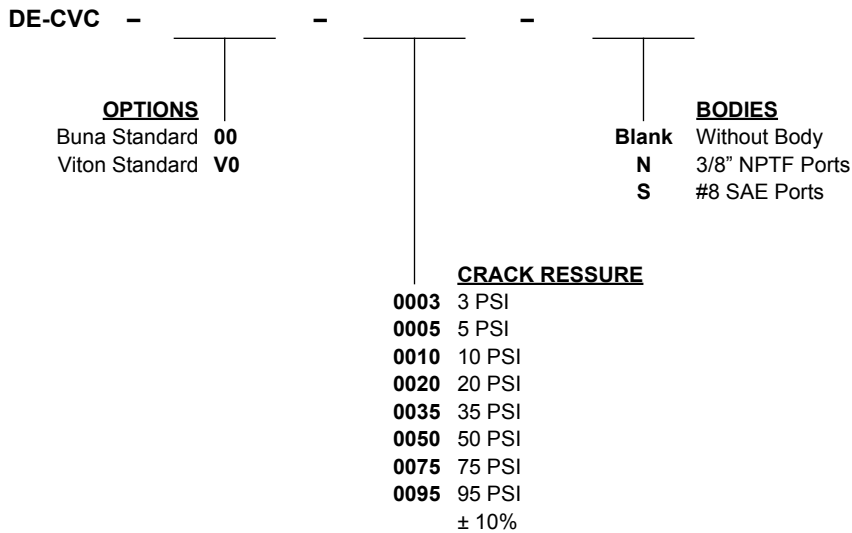 DE-CVC – – –
OPTIONS
Buna Standard 00
Viton Standard V0
BODIES
Blank Without Body
N 3/8” NPTF Ports
S #8 SAE Ports
CRACK RESSURE
0003 3 PSI
0005 5 PSI
0010 10 PSI
0020 20 PSI
0035 35 PSI
0050 50 PSI
0075 75 PSI
0095 95 PSI
± 10%